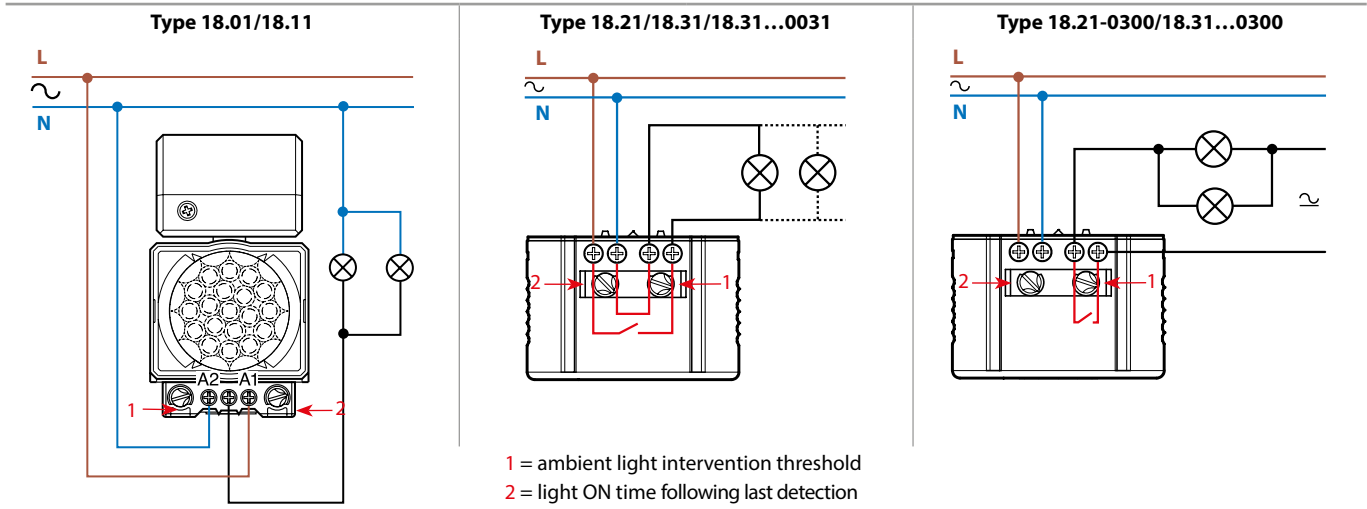 Type 18.01/18.11
L
N
A2 A1
1
2
Type 18.21/18.31/18.31...0031
L
N
2
1
Type 18.21-0300/18.31…0300
L
N
2
1
1 = ambient light intervention threshold
2 = light ON time following last detection